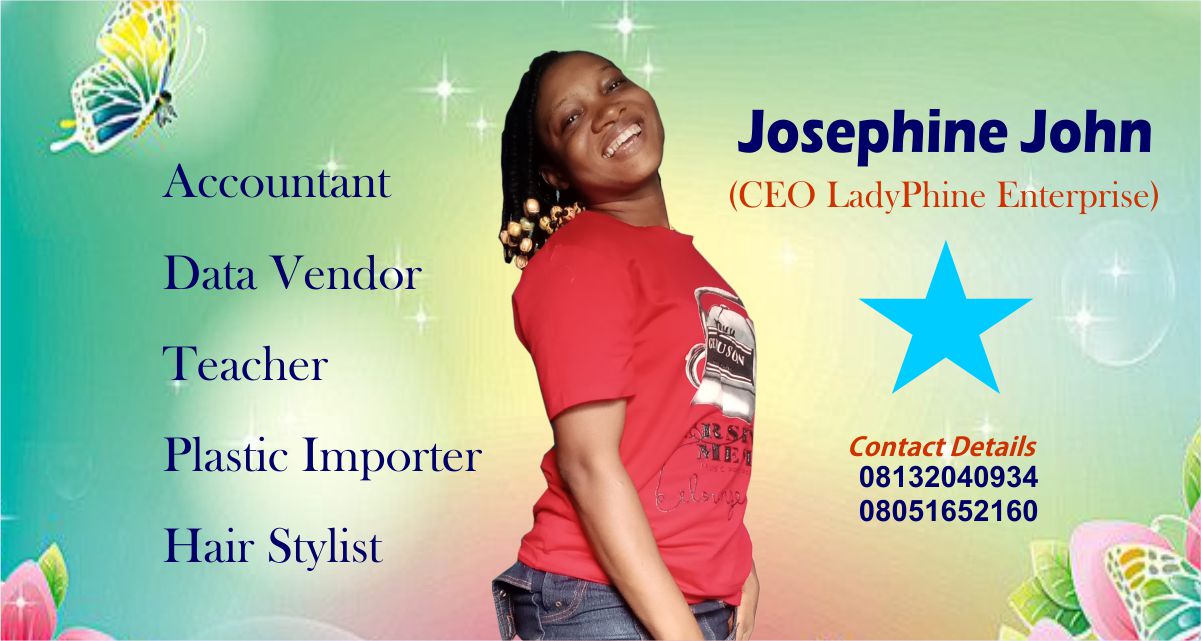 Accountant
Data Vendor
Teacher
Plastic Importer
Hair Stylist
Josephine John
(CEO LadyPhine Enterprise)
Contact Details
08132040934
08051652160